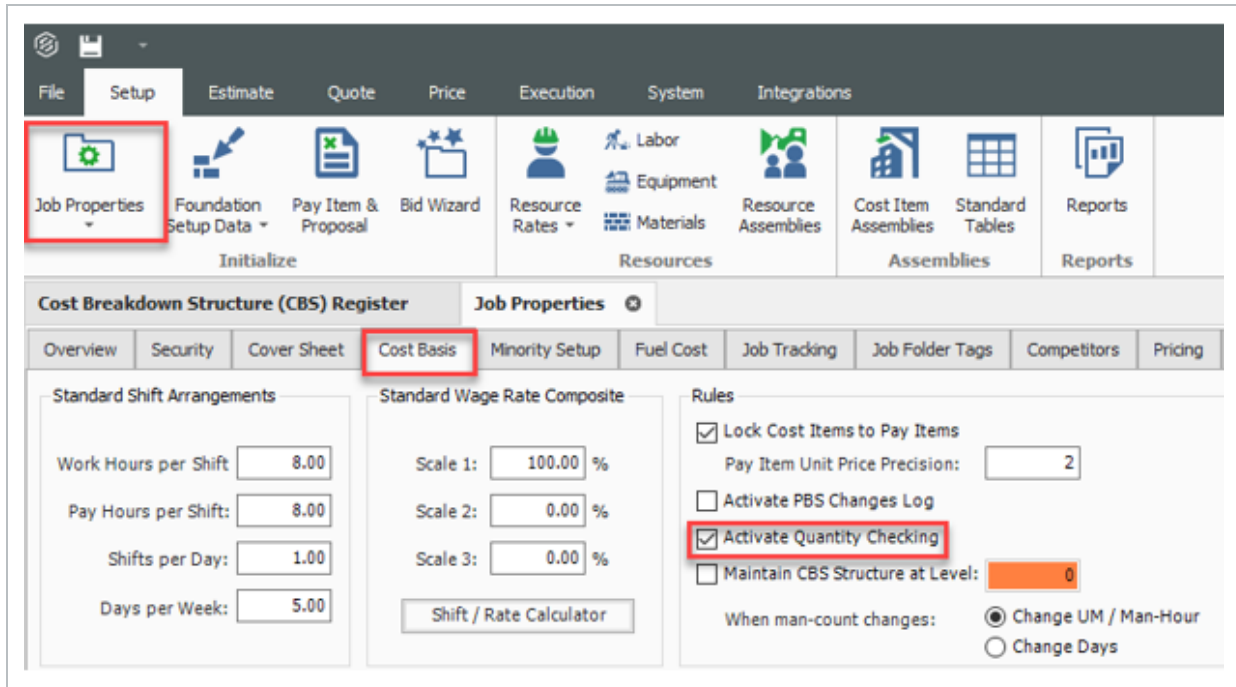 File Setup Estimate Quote Price Execution System Integrations
Job Properties
Foundation
Setup Data
Pay Item &
Proposal
Bid Wizard
Initialize
Resource
Rates
Labor
Equipment
Materials
Resource
Assemblies
Resources
Cost Item
Assemblies
Standard
Tables
Assemblies
Reports
Reports
Cost Breakdown Structure (CBS) Register Job Properties
Overview Security Cover Sheet Cost Basis Minority Setup Fuel Cost Job Tracking Job Folder Tags Competitors Pricing
Standard Shift Arrangements
Work Hours per Shift 8.00
Pay Hours per Shift: 8.00
Shifts per Day: 1.00
Days per Week: 5.00
Standard Wage Rate Composite
Scale 1: 100.00 %
Scale 2: 0.00 %
Scale 3: 0.00 %
Shift / Rate Calculator
Rules
Lock Cost Items to Pay Items
Pay Item Unit Price Precision: 2
Activate PBS Changes Log
Activate Quantity Checking
Maintain CBS Structure at Level: 0
When man-count changes: Change UM / Man-Hour
Change Days